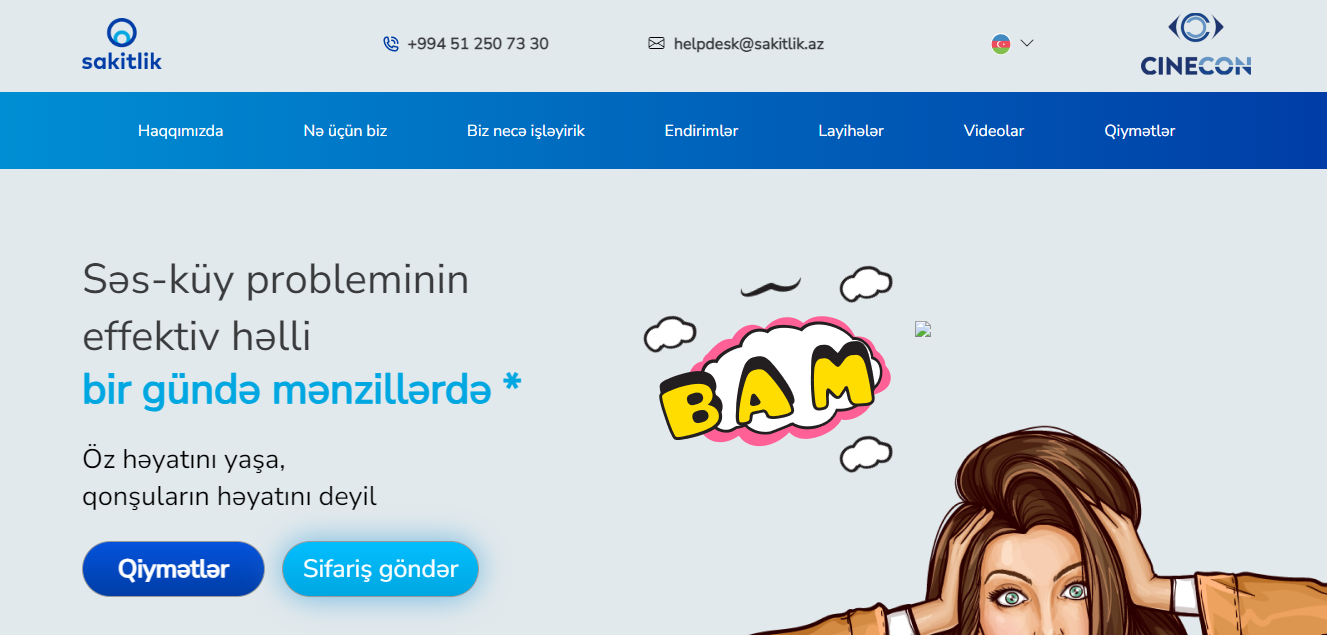 sakitlik
+994 51 250 73 30
helpdesk@sakitlik.az
CINECON
Haqqımızda
Nə üçün biz
Biz necə işləyirik
Endirimlər
Layihələr
Videolar
Qiymətlər
Səs-küy probleminin
effektiv həlli
bir gündə mənzillərdə *
BAM
Öz həyatını yaşa,
qonşuların həyatını deyil
Qiymətlər
Sifariş göndər